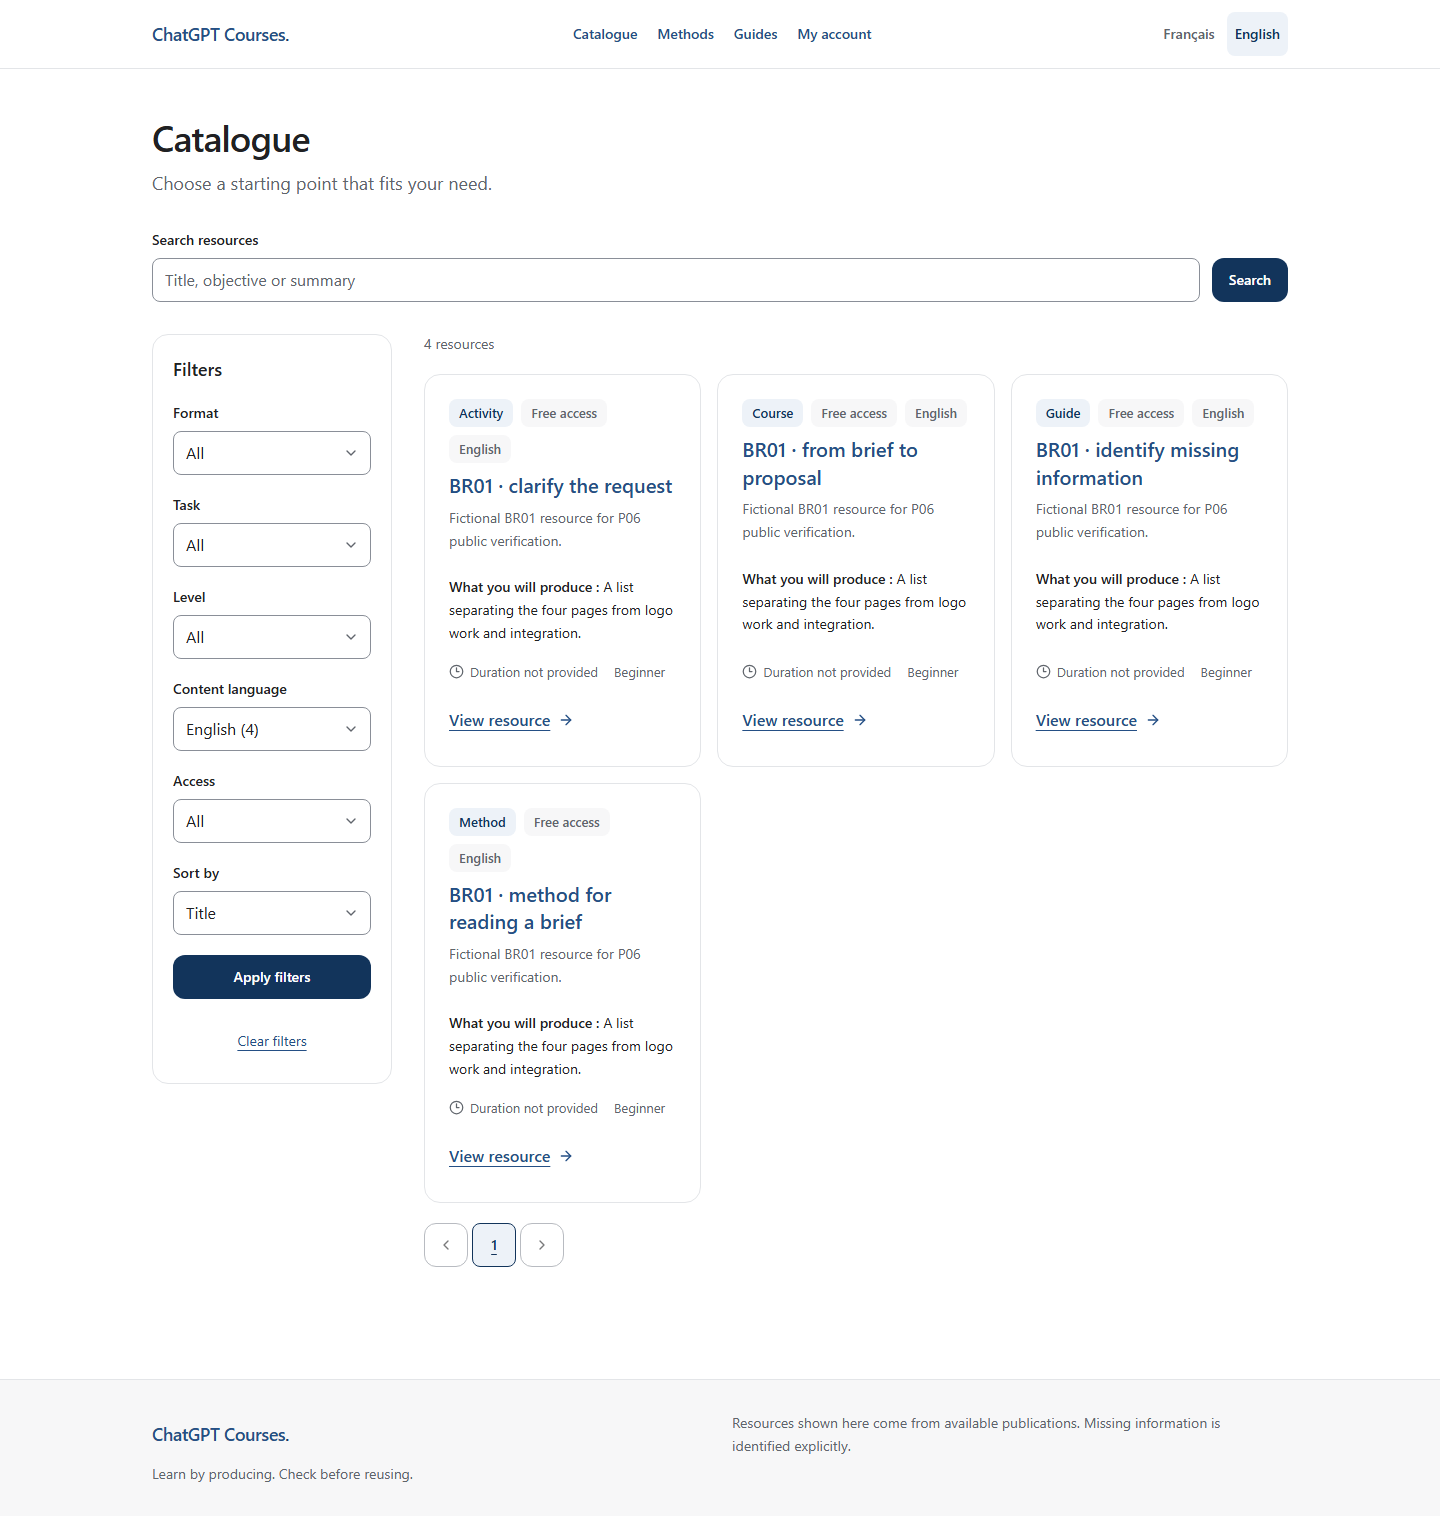 ChatGPT Courses.
Catalogue
Methods
Guides
My account
Français
English
Catalogue
Choose a starting point that fits your need.
Search resources
Title, objective or summary
Search
Filters
Format
All
Task
All
Level
All
Content language
English (4)
Access
All
Sort by
Title
Apply filters
Clear filters
4 resources
Activity
Free access
English
BR01 · clarify the request
Fictional BR01 resource for P06
public verification.
What you will produce : A list
separating the four pages from logo
work and integration.
Duration not provided
Beginner
View resource
Course
Free access
English
BR01 · from brief to
proposal
Fictional BR01 resource for P06
public verification.
What you will produce : A list
separating the four pages from logo
work and integration.
Duration not provided
Beginner
View resource
Guide
Free access
English
BR01 · identify missing
information
Fictional BR01 resource for P06
public verification.
What you will produce : A list
separating the four pages from logo
work and integration.
Duration not provided
Beginner
View resource
Method
Free access
English
BR01 · method for
reading a brief
Fictional BR01 resource for P06
public verification.
What you will produce : A list
separating the four pages from logo
work and integration.
Duration not provided
Beginner
View resource
1
ChatGPT Courses.
Learn by producing. Check before reusing.
Resources shown here come from available publications. Missing information is
identified explicitly.